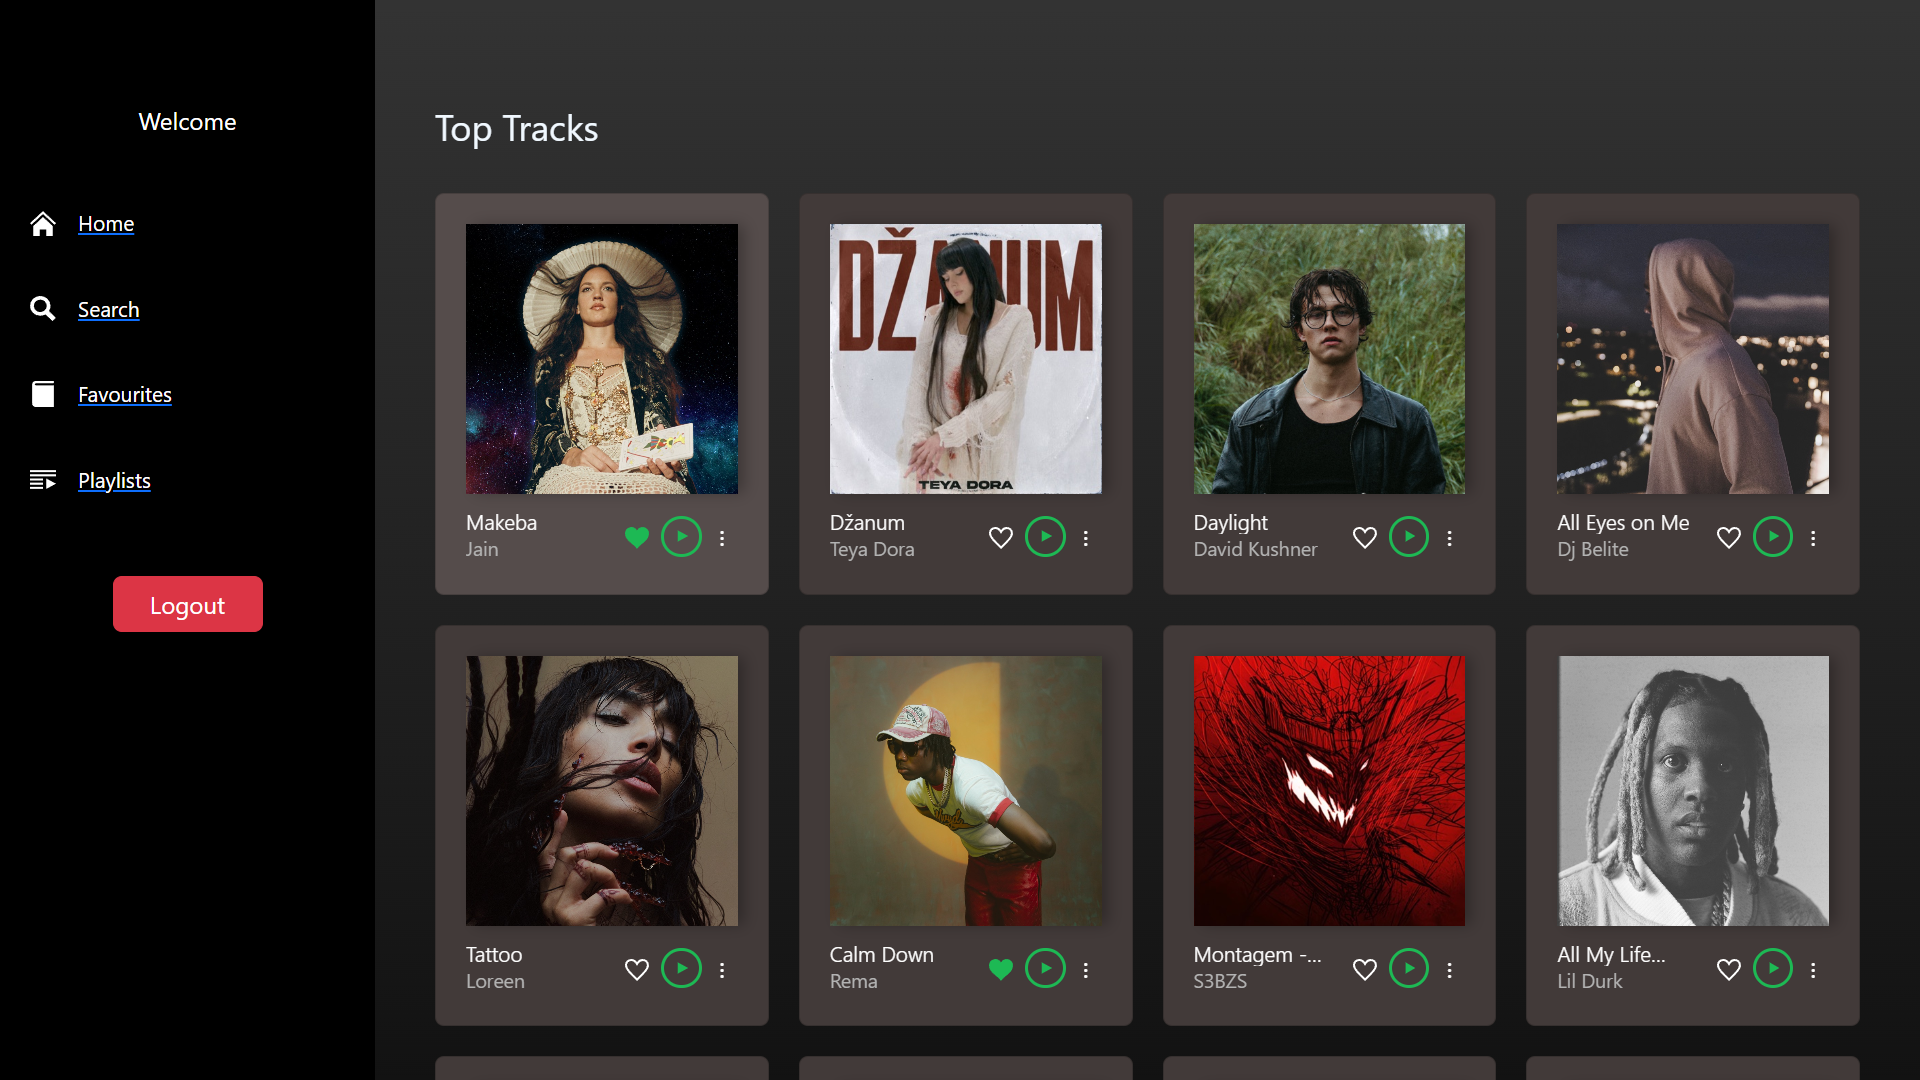 Welcome
Home
Search
Favourites
Playlists
Logout
Top Tracks
DŽANUM
TEYA DORA
Makeba
Jain
Džanum
Teya Dora
Daylight
David Kushner
All Eyes on Me
Dj Belite
Tattoo
Loreen
Calm Down
Rema
Montagem -...
S3BZS
All My Life...
Lil Durk